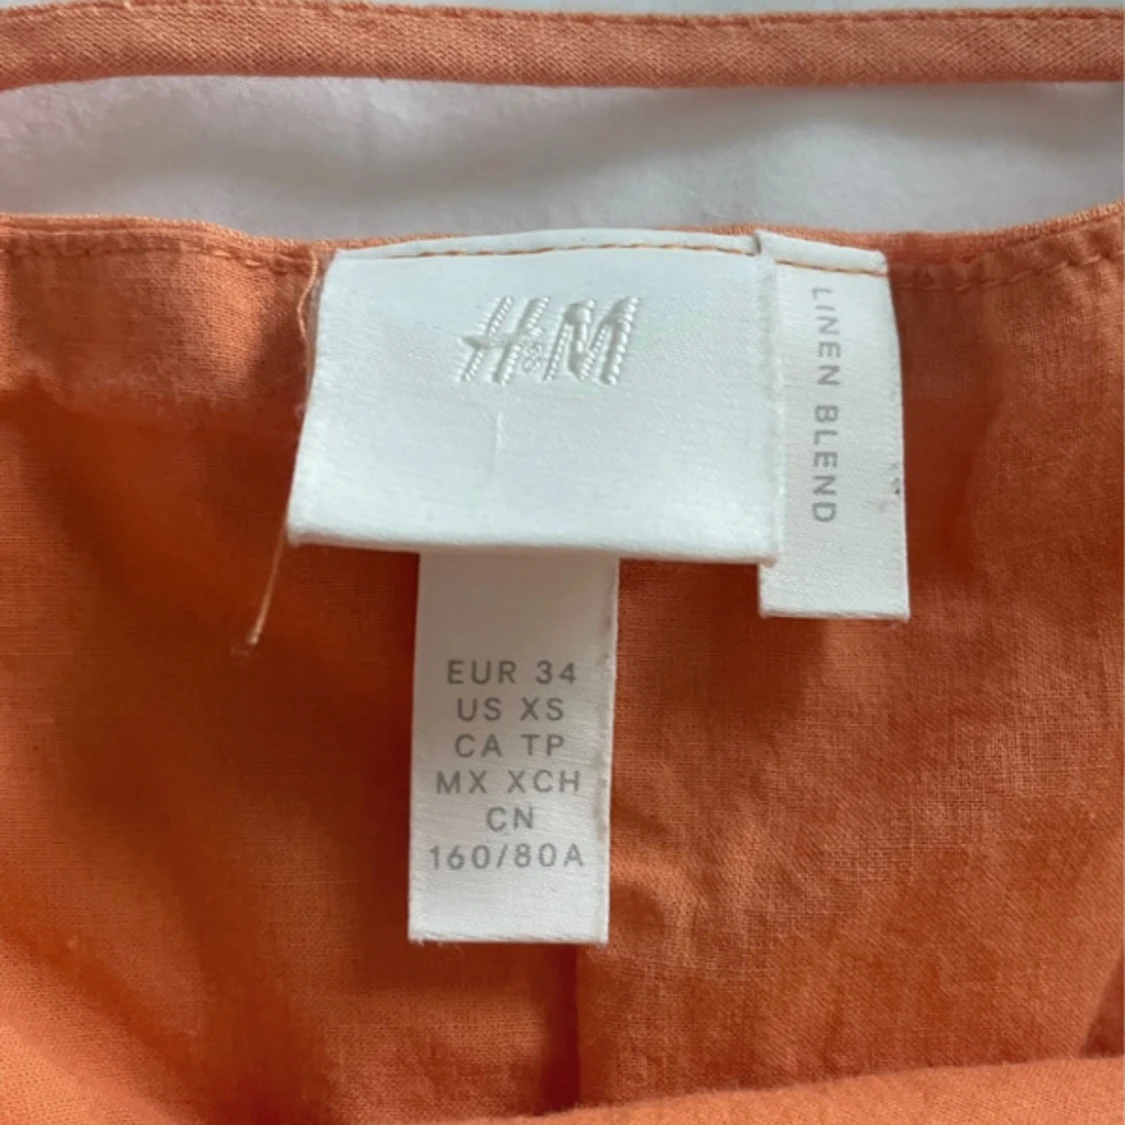 H&M
LINEN BLEND
EUR 34
US XS
CA TP
MX XCH
CN
160/80A